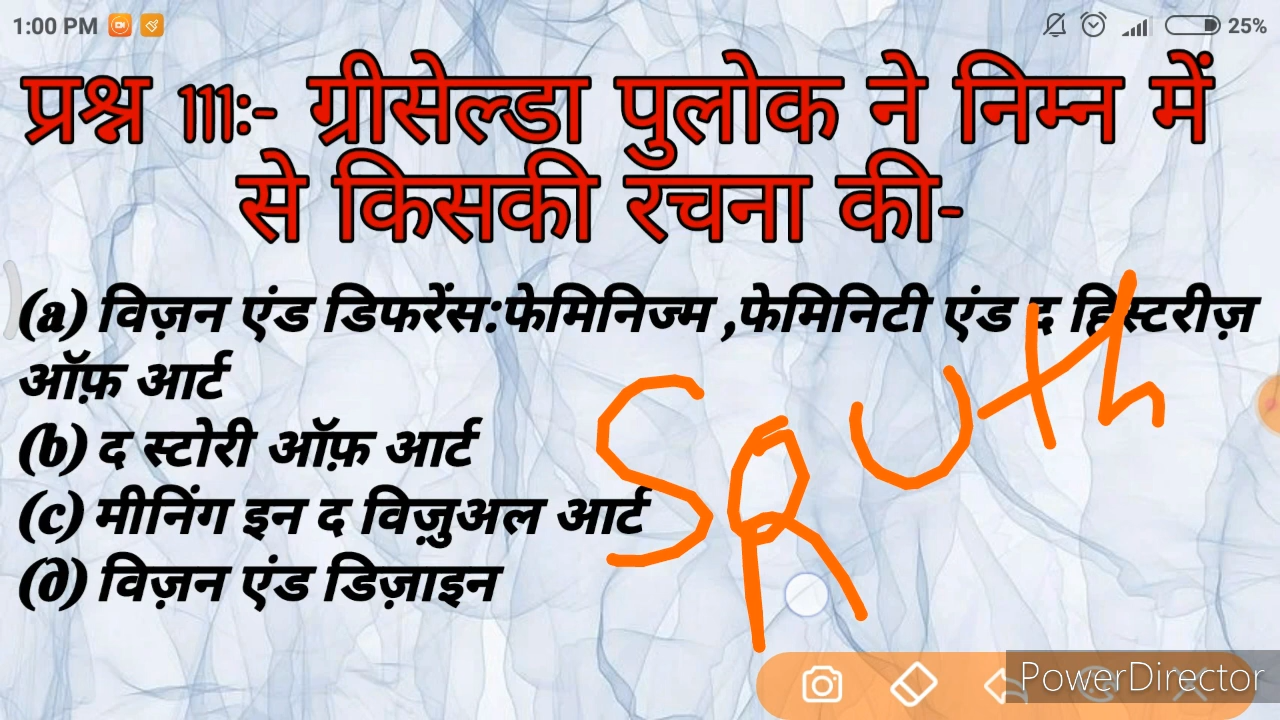 1:00 PM 25%
प्रश्न 111:- ग्रीसेल्डा पुलोक ने निम्न में
से किसकी रचना की-
(a) विज़न एंड डिफरेंस:फेमिनिज्म ,फेमिनिटी एंड द हिस्टरीज़
ऑफ़ आर्ट
(b) द स्टोरी ऑफ़ आर्ट
(c) मीनिंग इन द विज़ुअल आर्ट
(d) विज़न एंड डिज़ाइन
SRUth
PowerDirector